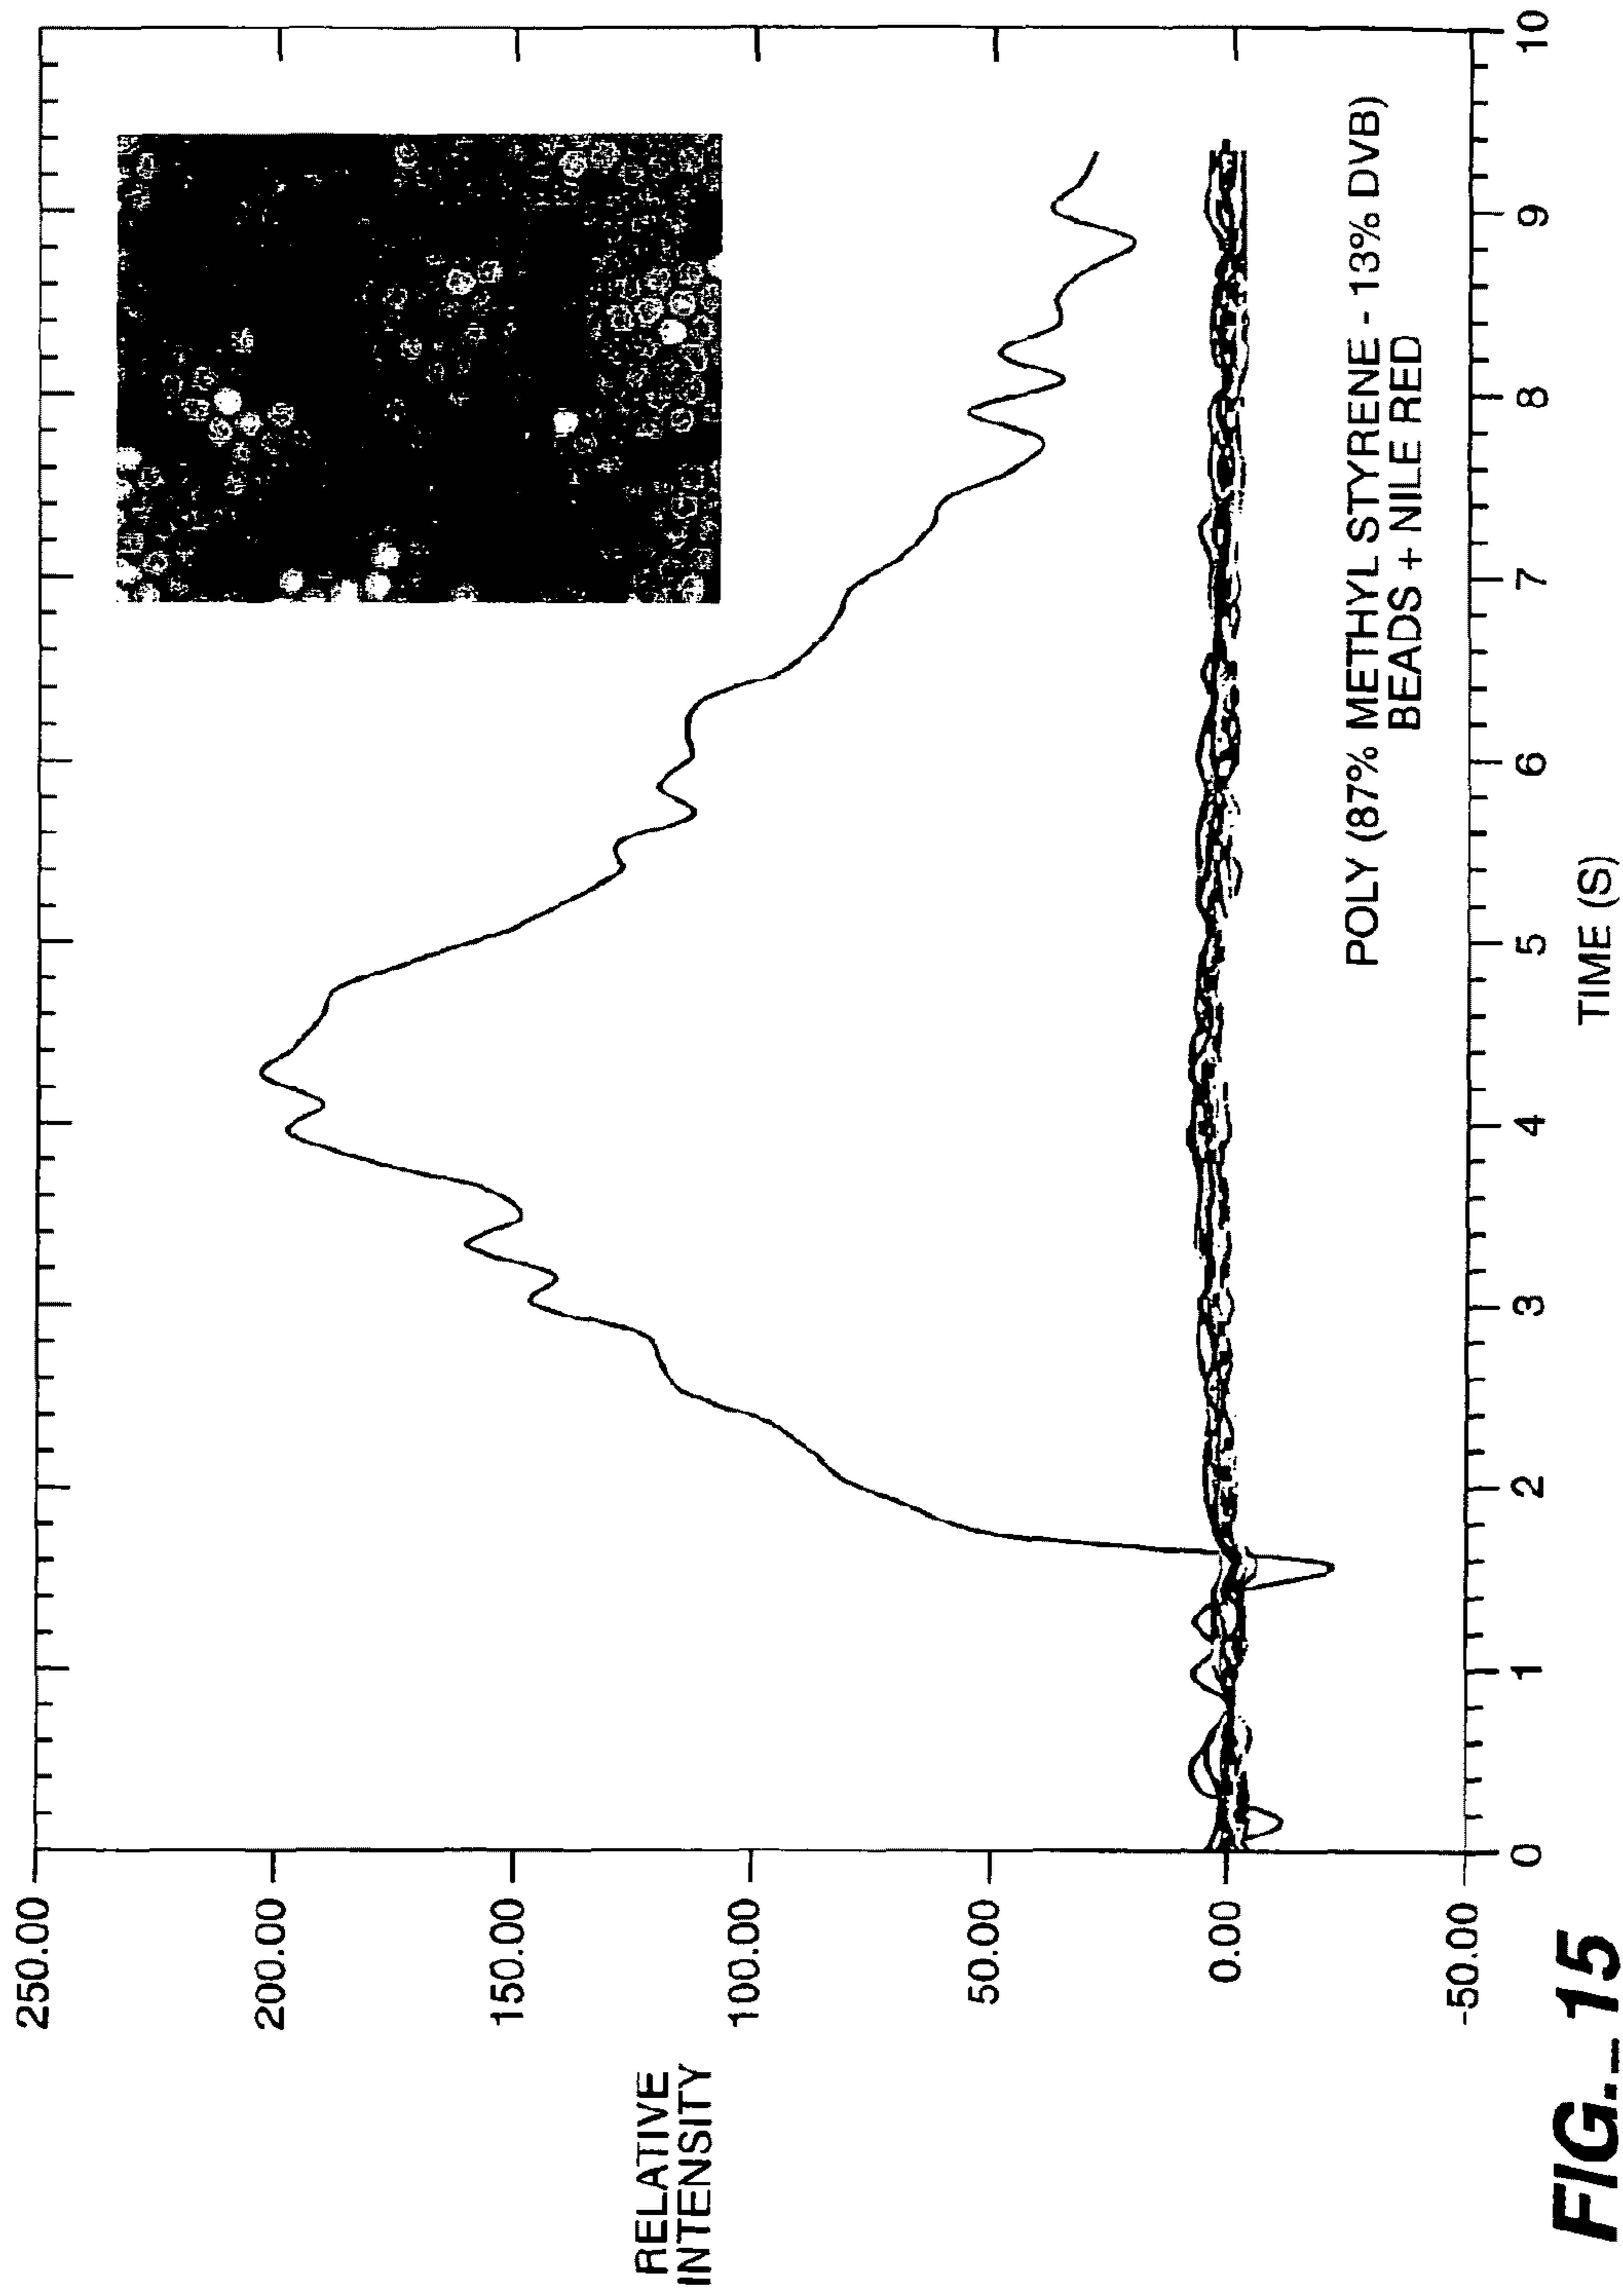 250.00
200.00
150.00
100.00
50.00
0.00
-50.00
RELATIVE
INTENSITY
0 1 2 3 4 5 6 7 8 9 10
TIME (S)
POLY (87% METHYL STYRENE - 13% DVB)
BEADS + NILE RED
FIG._15